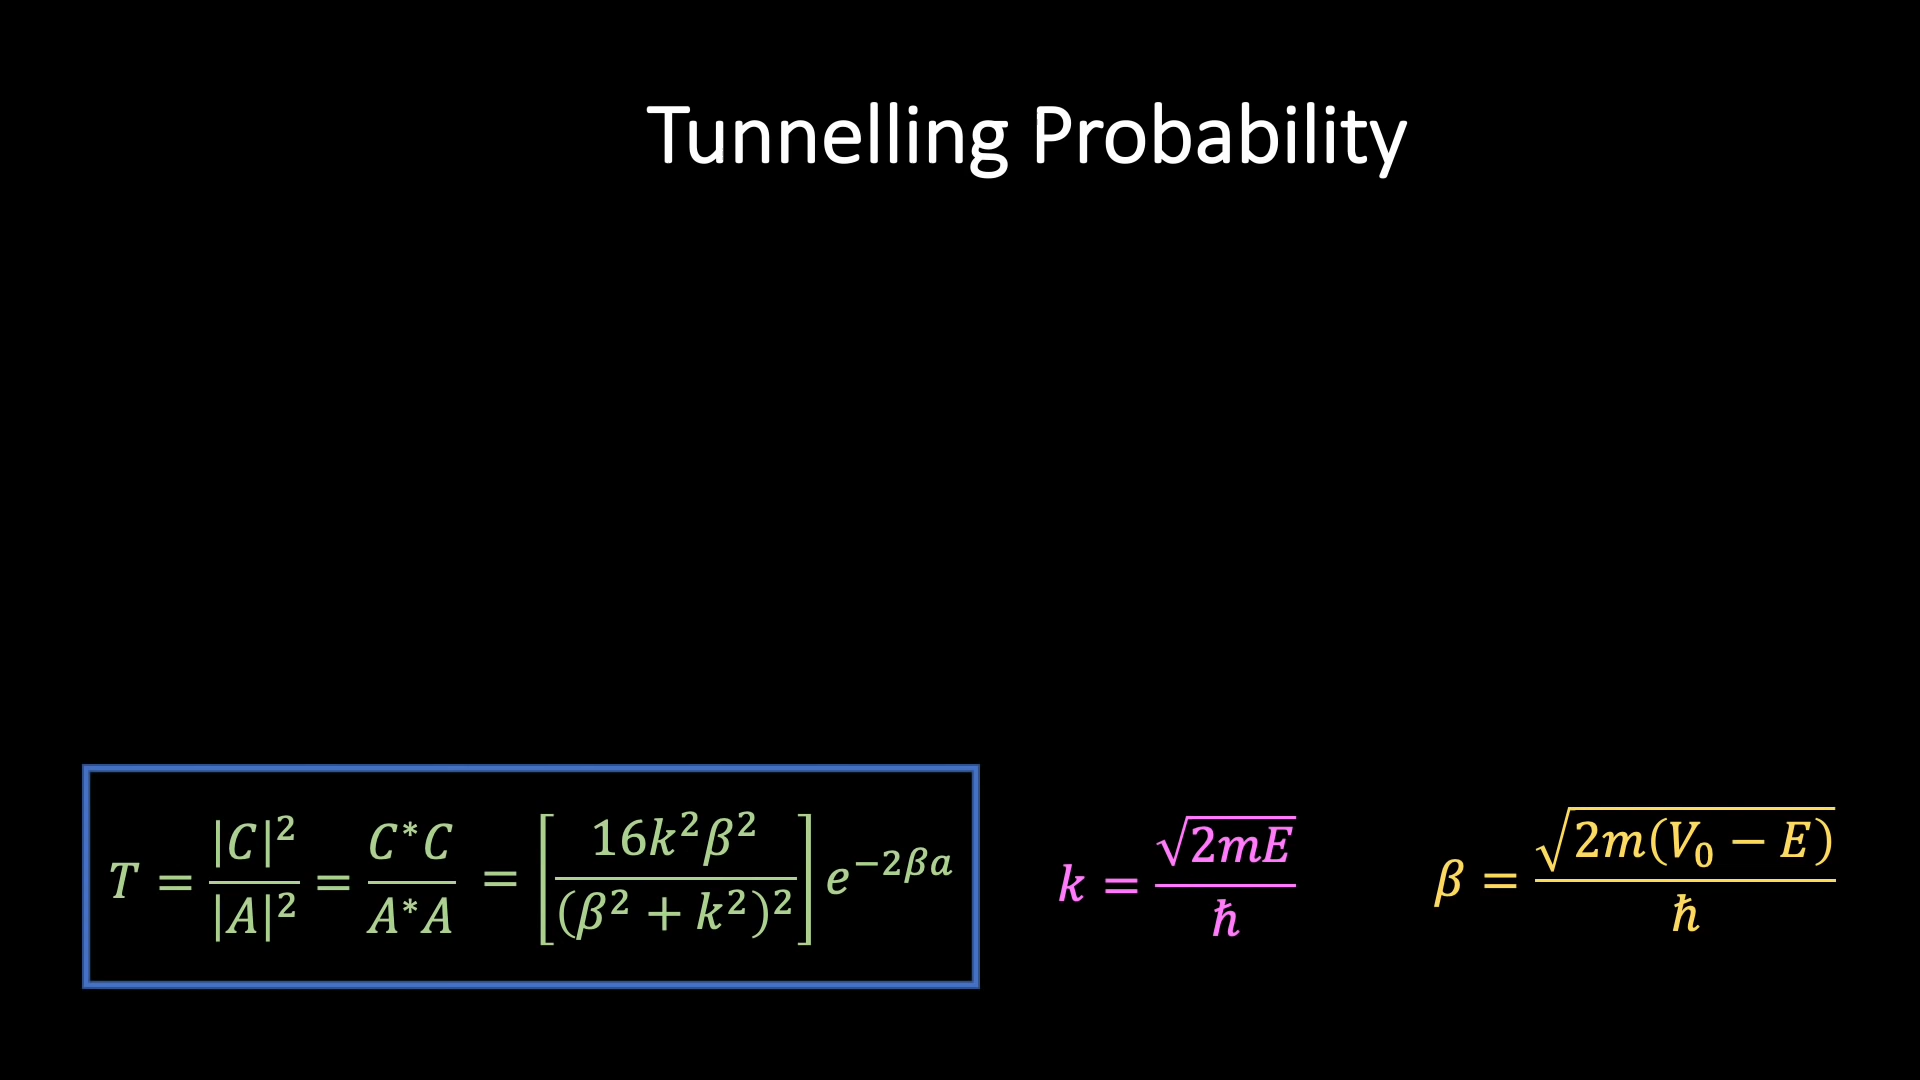 Tunnelling Probability
T = |C|²/|A|² = C*C/A*A = [16k²β²/(β² + k²)²] e^(−2βa)
k = √(2mE)/ħ
β = √(2m(V₀ − E))/ħ